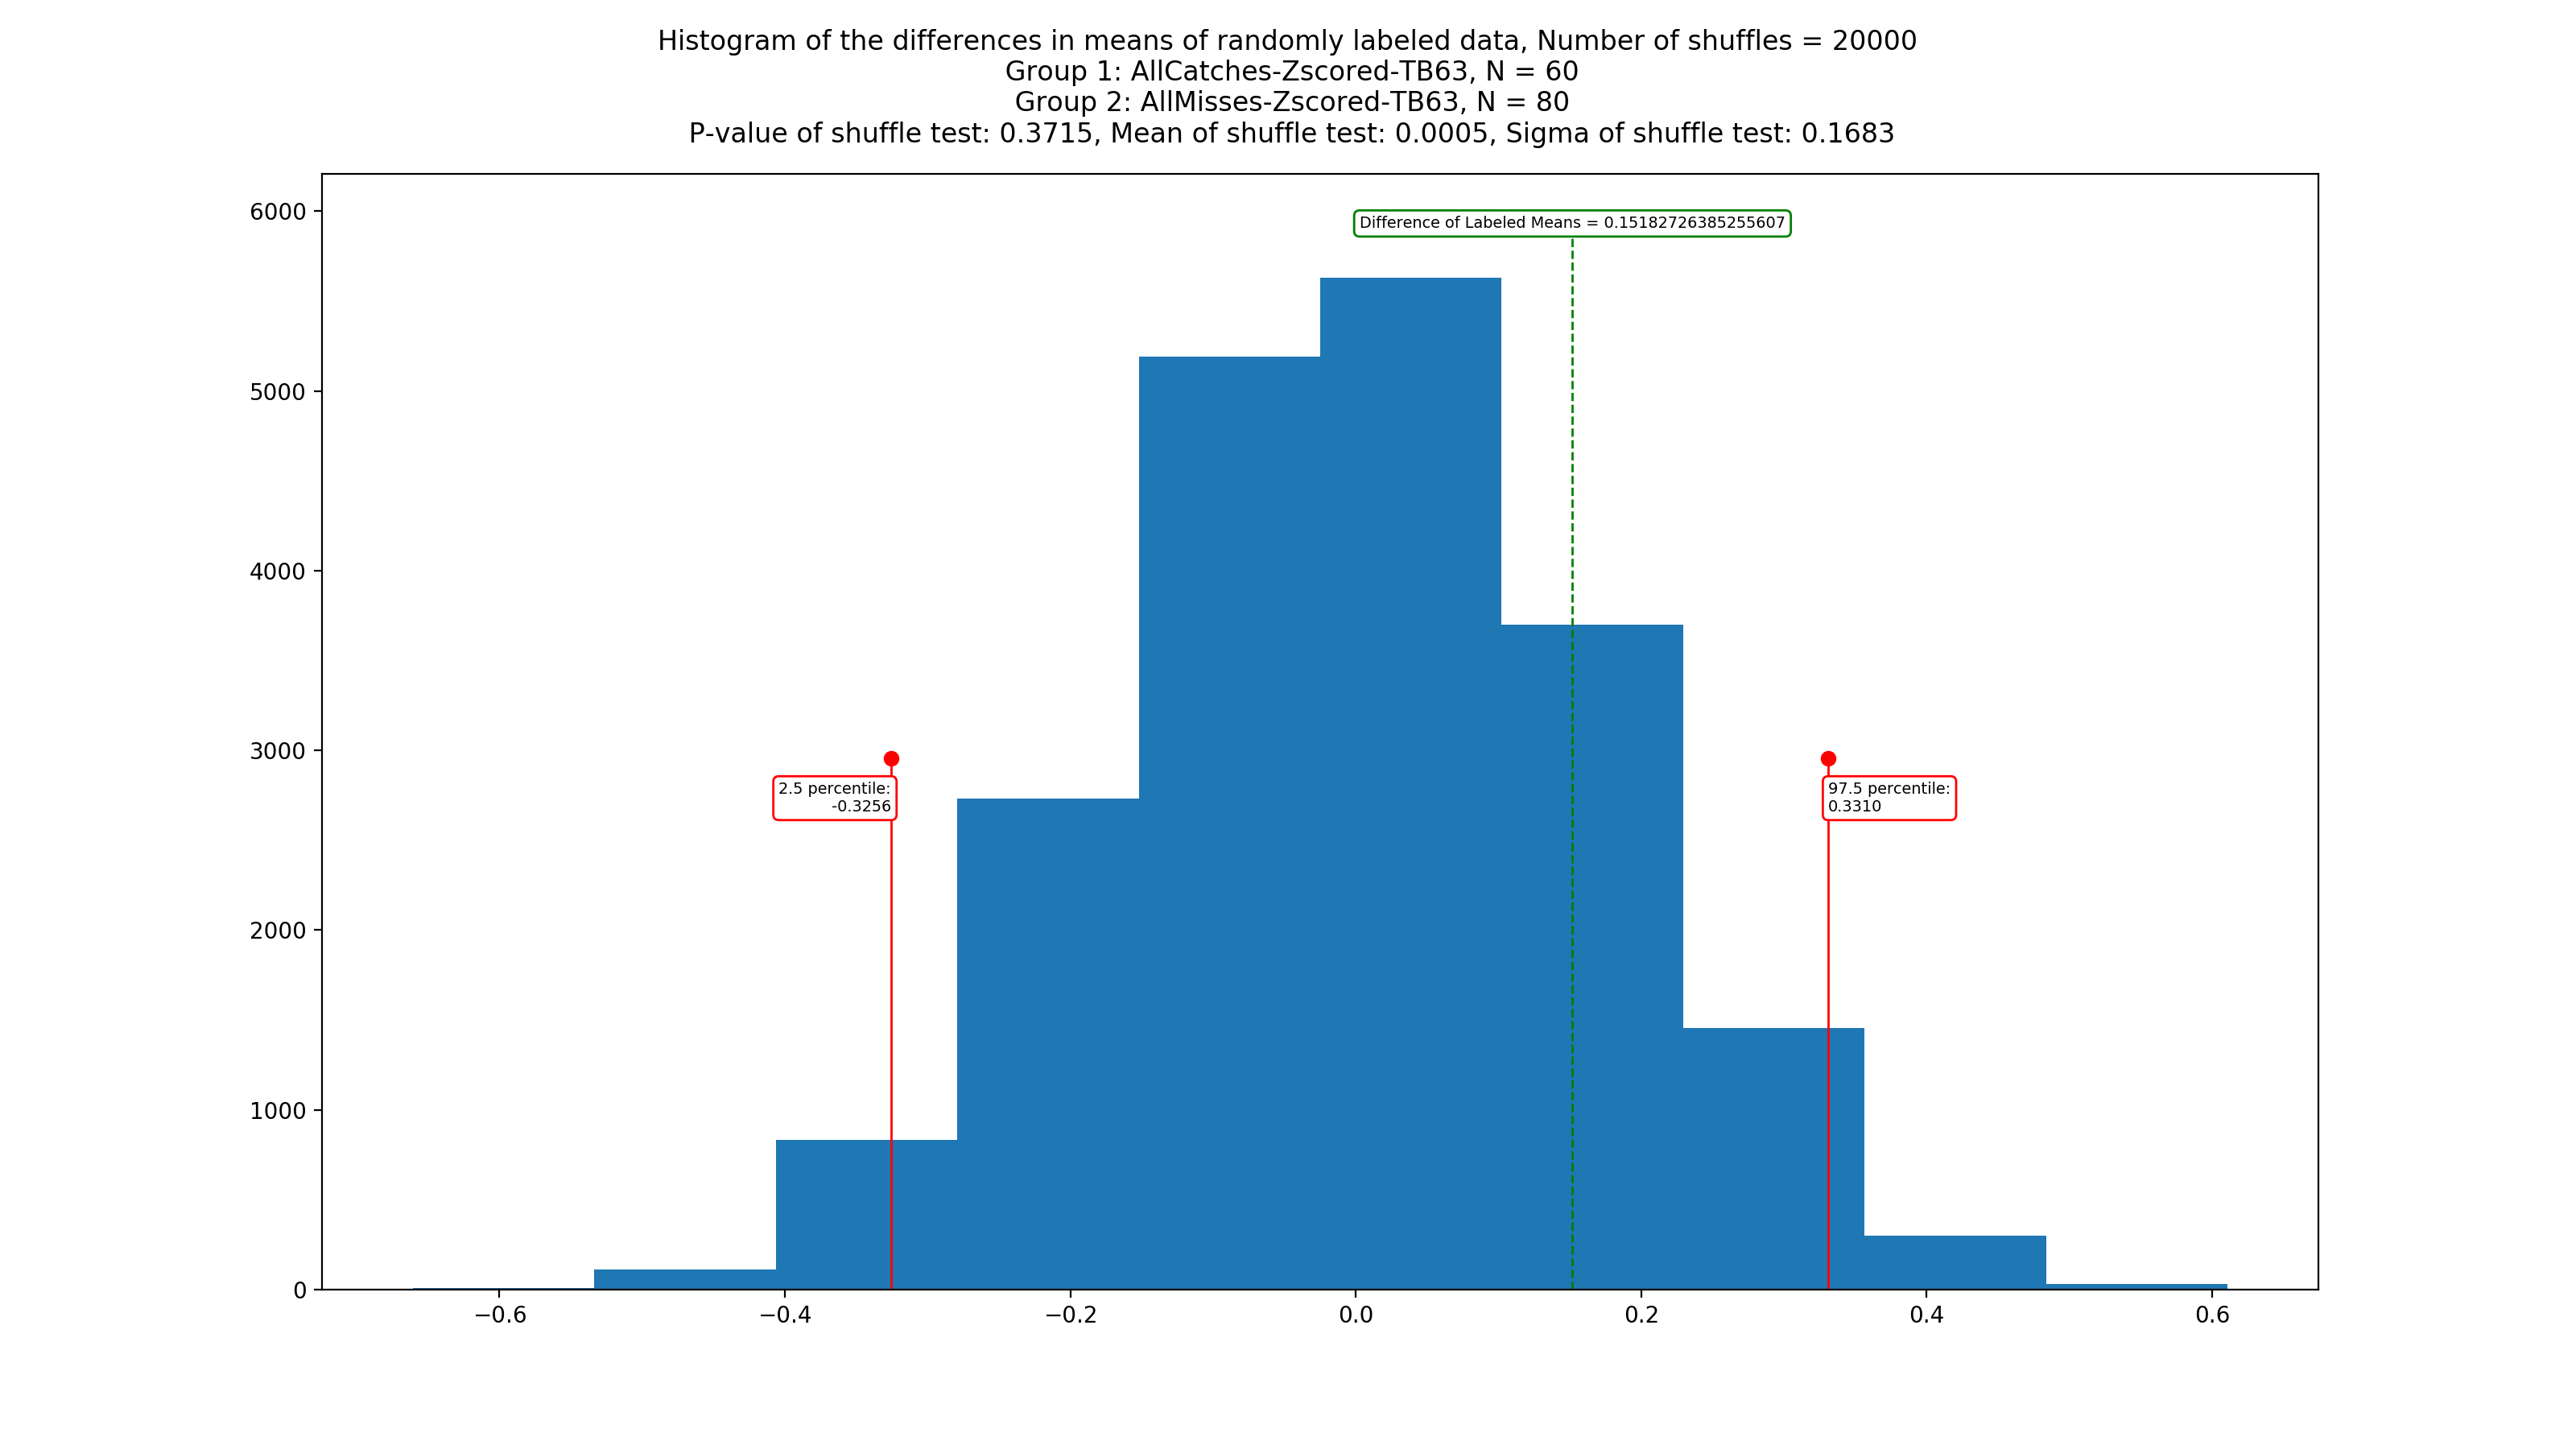 Histogram of the differences in means of randomly labeled data, Number of shuffles = 20000
Group 1: AllCatches-Zscored-TB63, N = 60
Group 2: AllMisses-Zscored-TB63, N = 80
P-value of shuffle test: 0.3715, Mean of shuffle test: 0.0005, Sigma of shuffle test: 0.1683
6000
Difference of Labeled Means = 0.15182726385255607
5000
4000
3000
2.5 percentile:
-0.3256
97.5 percentile:
0.3310
2000
1000
0
−0.6
−0.4
−0.2
0.0
0.2
0.4
0.6